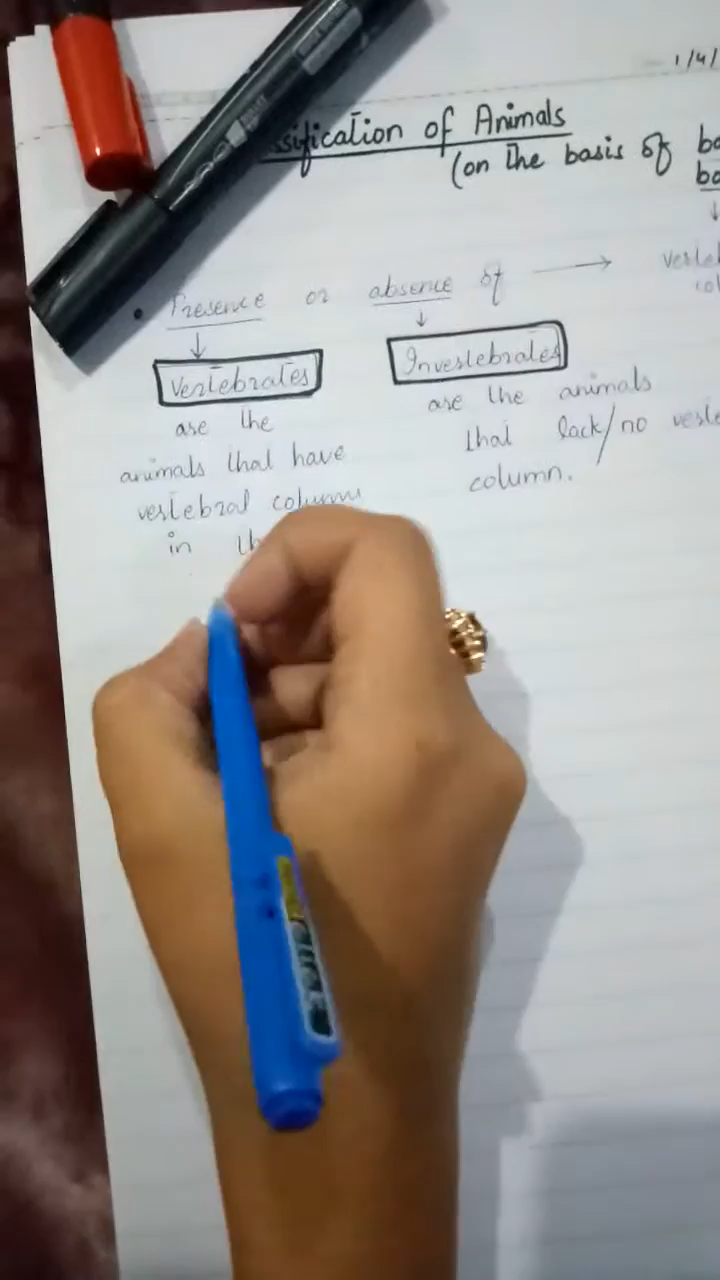 1/4/
ssification of Animals
(on the basis of
• Presence or absence of →
↓ ↓
Vertebrates Invertebrates
are the are the animals
animals that have that lack/no
vertebral column column.
in